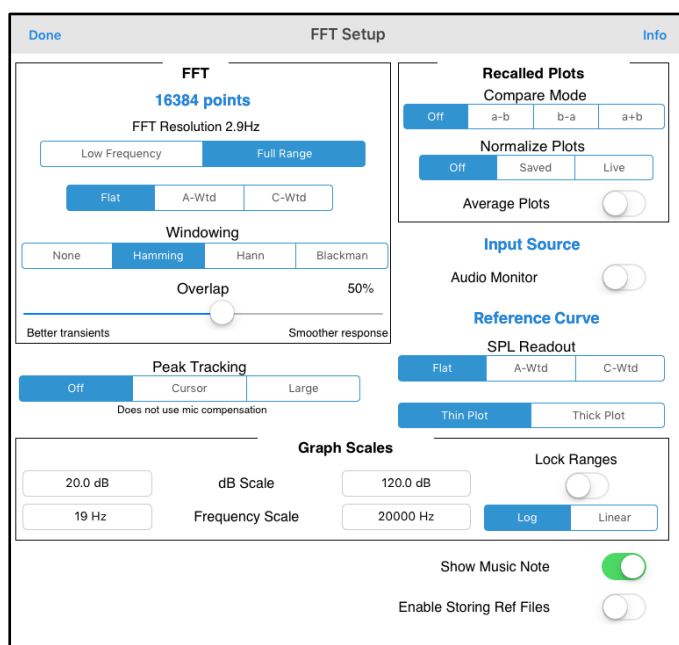 Done FFT Setup Info
FFT
16384 points
FFT Resolution 2.9Hz
Low Frequency Full Range
Flat A-Wtd C-Wtd
Windowing
None Hamming Hann Blackman
Overlap 50%
Better transients Smoother response
Peak Tracking
Off Cursor Large
Does not use mic compensation
Recalled Plots
Compare Mode
Off a-b b-a a+b
Normalize Plots
Off Saved Live
Average Plots
Input Source
Audio Monitor
Reference Curve
SPL Readout
Flat A-Wtd C-Wtd
Thin Plot Thick Plot
Graph Scales
Lock Ranges
20.0 dB dB Scale 120.0 dB
19 Hz Frequency Scale 20000 Hz Log Linear
Show Music Note
Enable Storing Ref Files